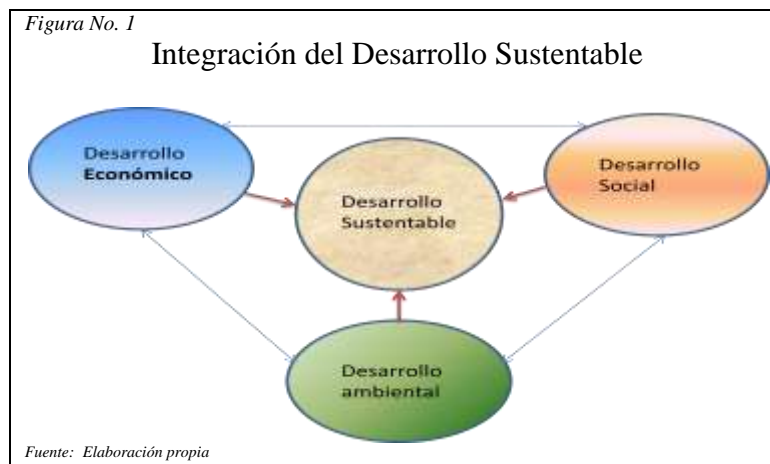 Figura No. 1
Integración del Desarrollo Sustentable
Desarrollo
Económico
Desarrollo
Sustentable
Desarrollo
Social
Desarrollo
ambiental
Fuente: Elaboración propia